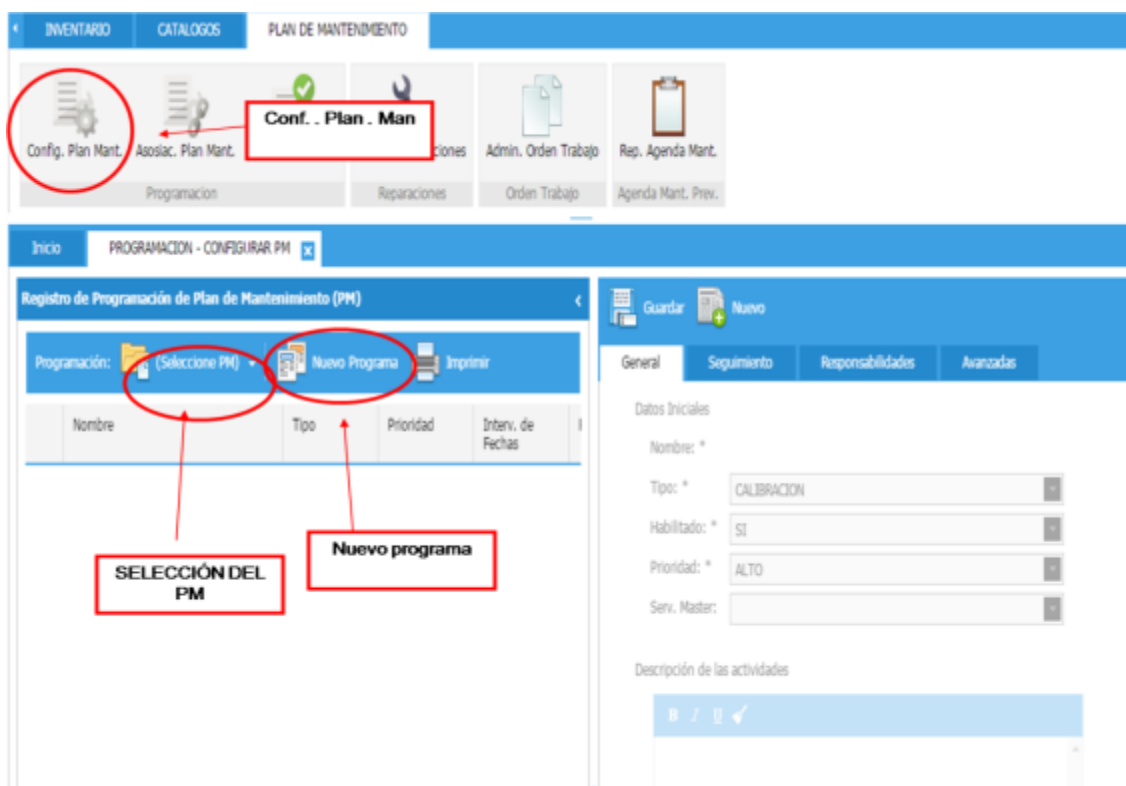 INVENTARIO CATALOGOS PLAN DE MANTENIMIENTO
Conf. . Plan . Man
Config. Plan Mant. Asosiac. Plan Mant. ciones Admin. Orden Trabajo Rep. Agenda Mant.
Programacion Reparaciones Orden Trabajo Agenda Mant. Prev.
Inicio PROGRAMACION - CONFIGURAR PM x
Registro de Programación de Plan de Mantenimiento (PM)
Guardar Nuevo
Programación: (Seleccione PM) Nuevo Programa Imprimir
General Seguimiento Responsabilidades Avanzadas
Nombre Tipo Prioridad Interv. de
Fechas
Datos Iniciales
Nombre: *
Tipo: * CALIBRACION
Habilitado: * SI
Prioridad: * ALTO
Serv. Master:
Nuevo programa
SELECCIÓN DEL
PM
Descripción de las actividades
B I U